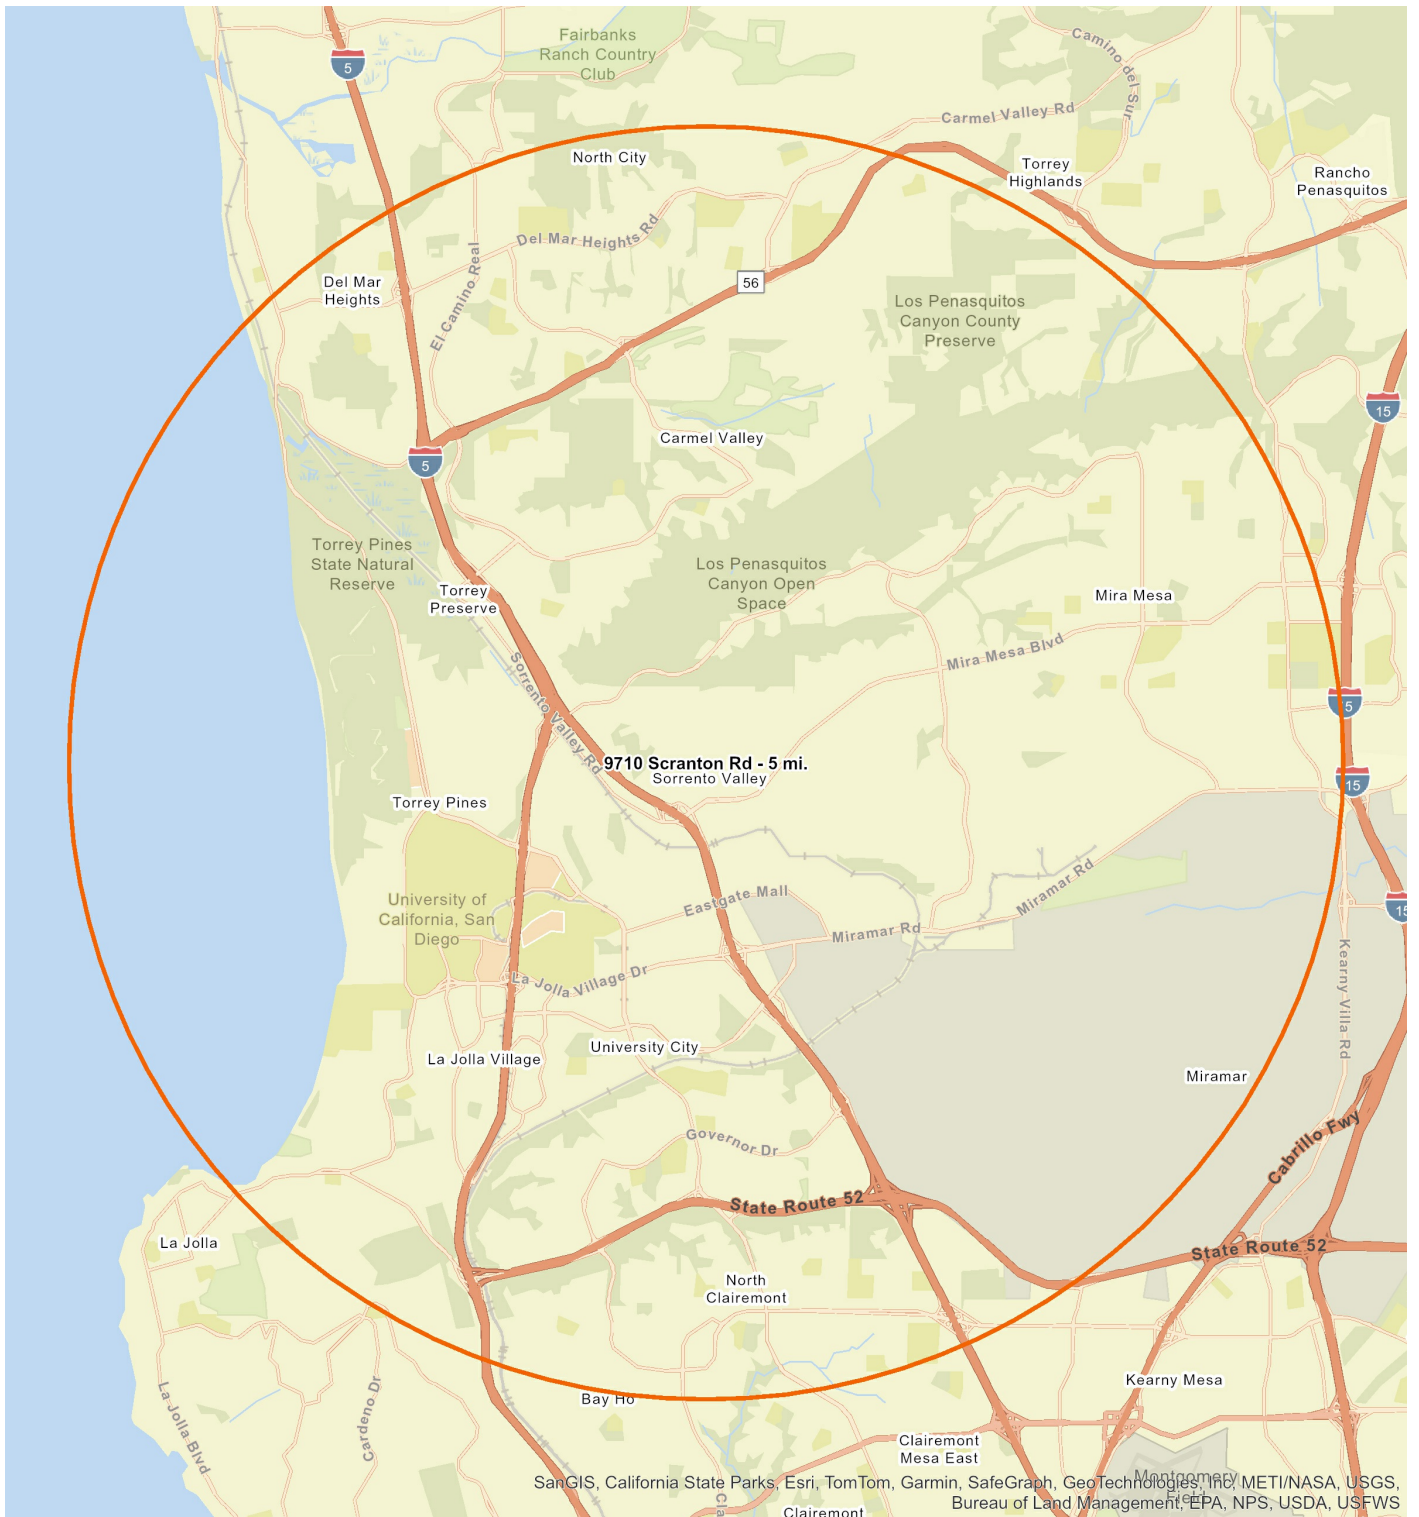 5
Fairbanks
Ranch Country
Club
Camino del Sur
Carmel Valley Rd
North City
Torrey
Highlands
Rancho
Penasquitos
Del Mar Heights Rd
El Camino Real
Del Mar
Heights
56
Los Penasquitos
Canyon County
Preserve
15
Carmel Valley
5
Torrey Pines
State Natural
Reserve
Los Penasquitos
Canyon Open
Space
Torrey
Preserve
Mira Mesa
Mira Mesa Blvd
Sorrento Valley Rd
15
9710 Scranton Rd - 5 mi.
Sorrento Valley
15
Torrey Pines
University of
California, San
Diego
Eastgate Mall
Miramar Rd
Miramar Rd
15
La Jolla Village Dr
Kearny Villa Rd
University City
La Jolla Village
Miramar
Governor Dr
Cabrillo Fwy
State Route 52
State Route 52
La Jolla
North
Clairemont
La Jolla Blvd
Cardeno Dr
Bay Ho
Kearny Mesa
Clairemont
Mesa East
Montgomery
Field
Cla
Clairemont
SanGIS, California State Parks, Esri, TomTom, Garmin, SafeGraph, GeoTechnologies, Inc, METI/NASA, USGS,
Bureau of Land Management, EPA, NPS, USDA, USFWS